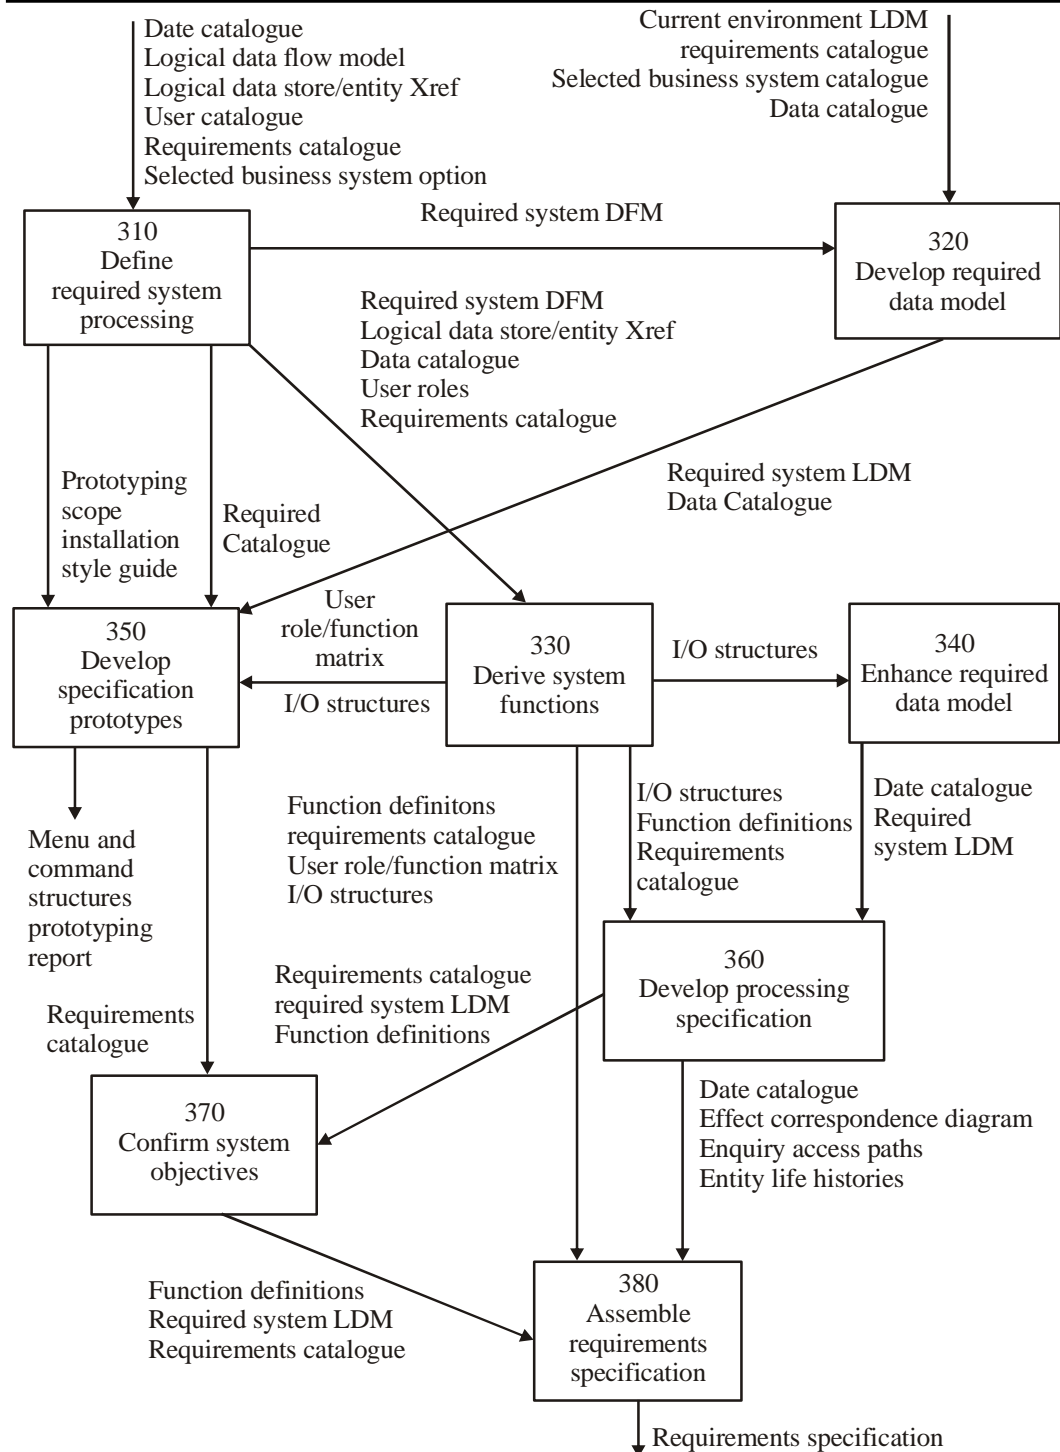 Date catalogue
Logical data flow model
Logical data store/entity Xref
User catalogue
Requirements catalogue
Selected business system option
Current environment LDM
requirements catalogue
Selected business system catalogue
Data catalogue
310
Define
required system
processing
Required system DFM
320
Develop required
data model
Required system DFM
Logical data store/entity Xref
Data catalogue
User roles
Requirements catalogue
Prototyping
scope
installation
style guide
Required
Catalogue
Required system LDM
Data Catalogue
350
Develop
specification
prototypes
User
role/function
matrix
I/O structures
330
Derive system
functions
I/O structures
340
Enhance required
data model
Menu and
command
structures
prototyping
report
Function definitons
requirements catalogue
User role/function matrix
I/O structures
I/O structures
Function definitions
Requirements
catalogue
Date catalogue
Required
system LDM
360
Develop processing
specification
Requirements catalogue
required system LDM
Function definitions
Requirements
catalogue
370
Confirm system
objectives
Date catalogue
Effect correspondence diagram
Enquiry access paths
Entity life histories
Function definitions
Required system LDM
Requirements catalogue
380
Assemble
requirements
specification
Requirements specification